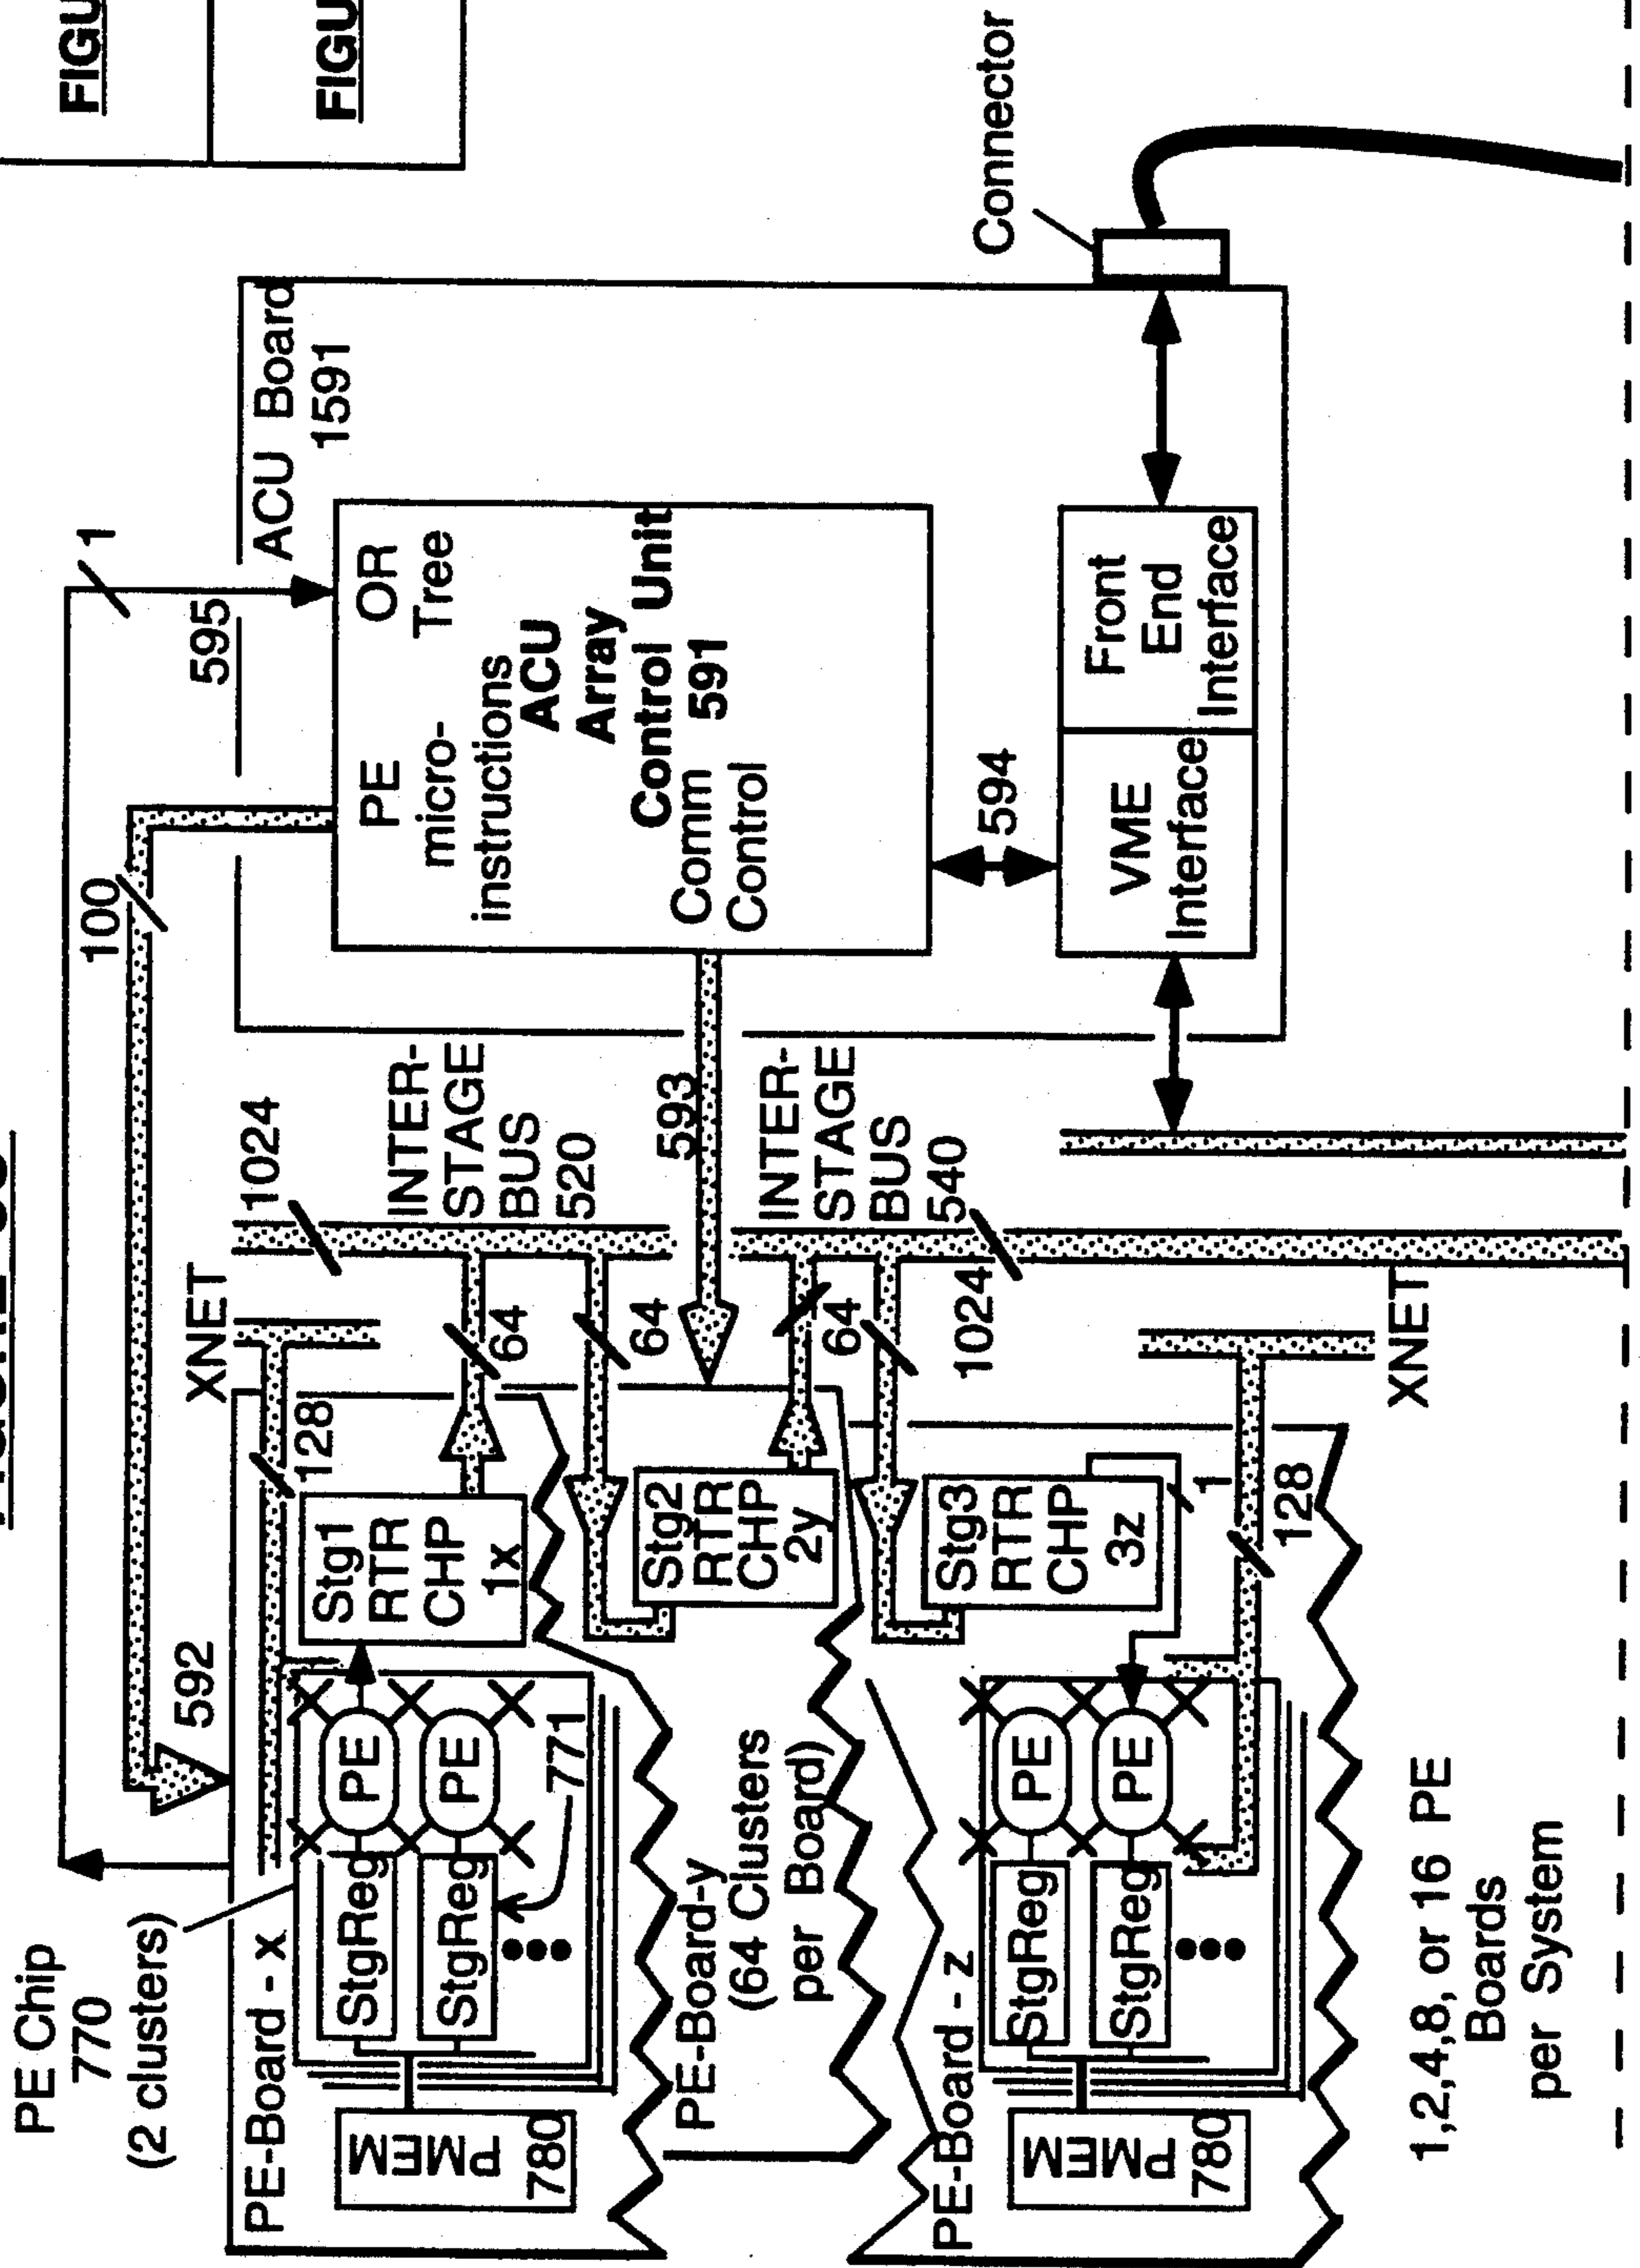 FIGU
FIGU
PE Chip
770
(2 clusters)
592
100
1
595
XNET
1024
ACU Board
1591
PE-Board - x
128
StgReg
PE
StgReg
PE
771
PMEM
780
Stg1
RTR
CHP
1x
64
INTER-
STAGE
BUS
520
64
PE
micro-
instructions
OR
Tree
ACU
Array
Control Unit
591
Comm
Control
593
PE-Board-y
(64 Clusters
per Board)
Stg2
RTR
CHP
2y
64
INTER-
STAGE
BUS
540
1024
594
VME
Interface
Front
End
Interface
Connector
PE-Board - z
StgReg
PE
StgReg
PE
PMEM
780
Stg3
RTR
CHP
3z
1
128
XNET
1,2,4,8, or 16 PE
Boards
per System